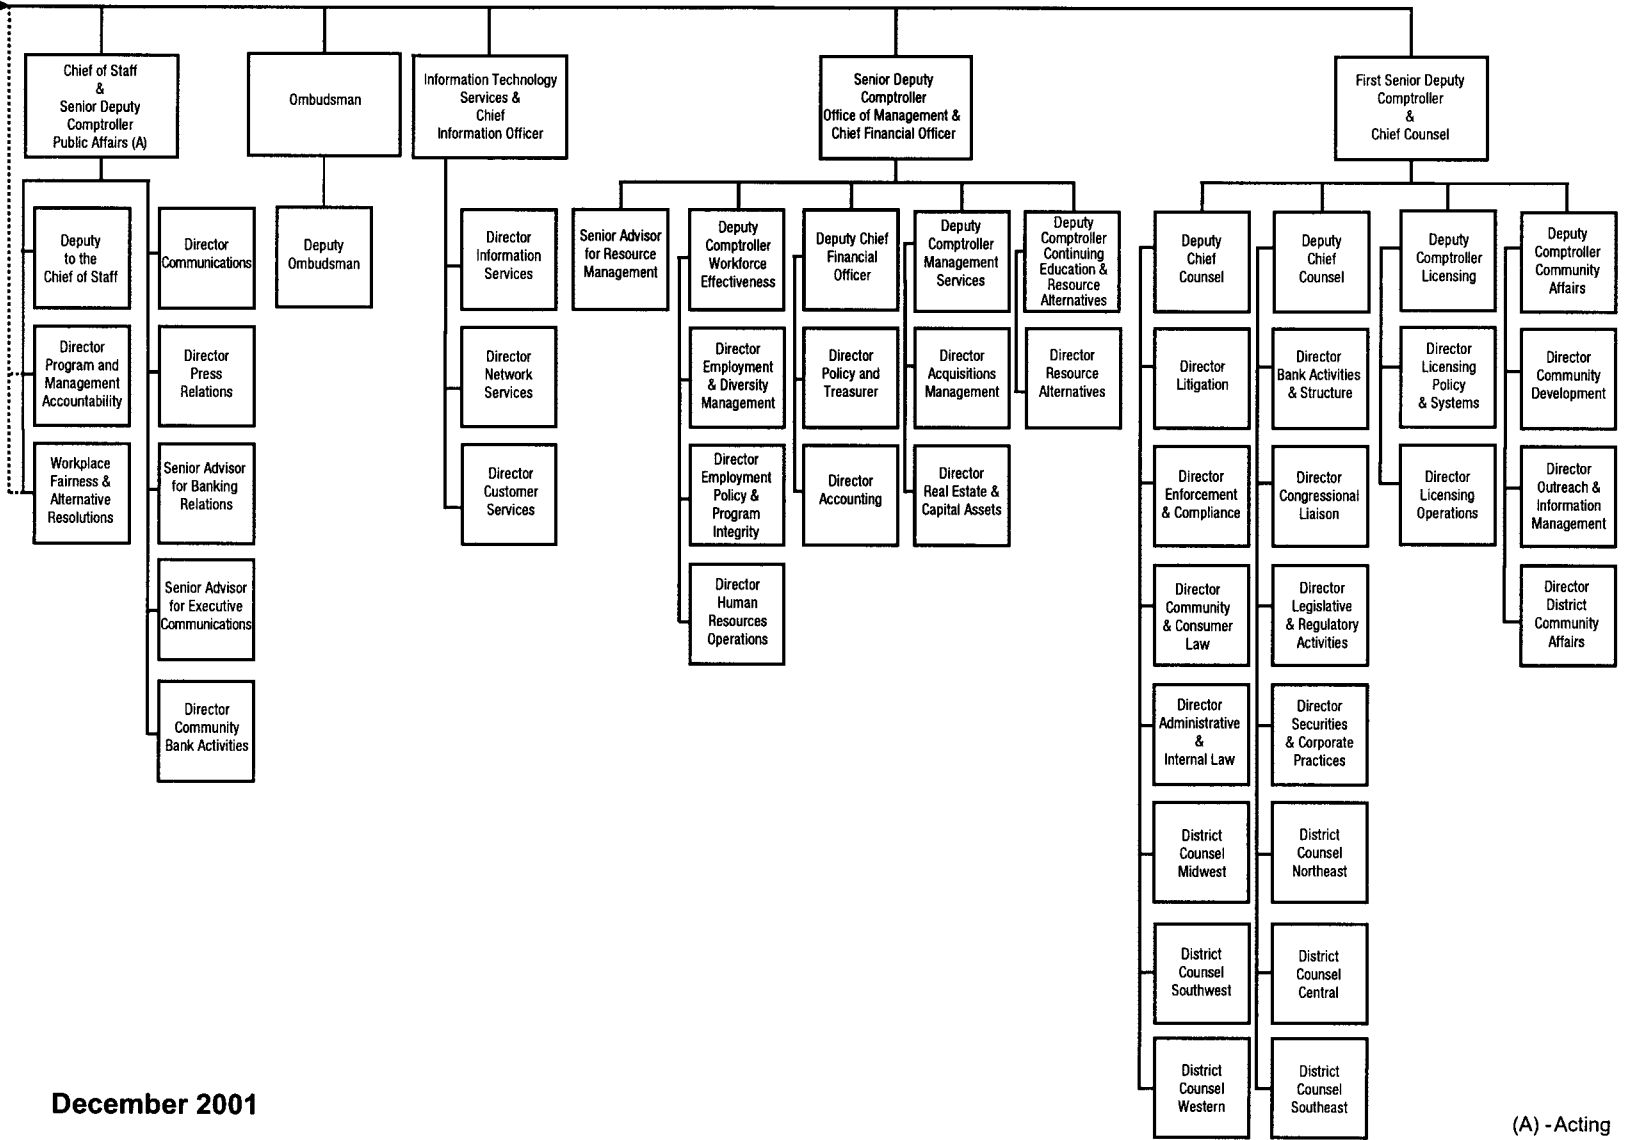 Chief of Staff
&
Senior Deputy
Comptroller
Public Affairs (A)
Ombudsman
Information Technology
Services &
Chief
Information Officer
Senior Deputy
Comptroller
Office of Management &
Chief Financial Officer
First Senior Deputy
Comptroller
&
Chief Counsel
Deputy
to the
Chief of Staff
Director
Program and
Management
Accountability
Workplace
Fairness &
Alternative
Resolutions
Director
Communications
Director
Press
Relations
Senior Advisor
for Banking
Relations
Senior Advisor
for Executive
Communications
Director
Community
Bank Activities
Deputy
Ombudsman
Director
Information
Services
Director
Network
Services
Director
Customer
Services
Senior Advisor
for Resource
Management
Deputy
Comptroller
Workforce
Effectiveness
Director
Employment
& Diversity
Management
Director
Employment
Policy &
Program
Integrity
Director
Human
Resources
Operations
Deputy Chief
Financial
Officer
Director
Policy and
Treasurer
Director
Accounting
Deputy
Comptroller
Management
Services
Director
Acquisitions
Management
Director
Real Estate &
Capital Assets
Deputy
Comptroller
Continuing
Education &
Resource
Alternatives
Director
Resource
Alternatives
Deputy
Chief
Counsel
Director
Litigation
Director
Enforcement
& Compliance
Director
Community
& Consumer
Law
Director
Administrative
&
Internal Law
District
Counsel
Midwest
District
Counsel
Southwest
District
Counsel
Western
Deputy
Chief
Counsel
Director
Bank Activities
& Structure
Director
Congressional
Liaison
Director
Legislative
& Regulatory
Activities
Director
Securities
& Corporate
Practices
District
Counsel
Northeast
District
Counsel
Central
District
Counsel
Southeast
Deputy
Comptroller
Licensing
Director
Licensing
Policy
& Systems
Director
Licensing
Operations
Deputy
Comptroller
Community
Affairs
Director
Community
Development
Director
Outreach &
Information
Management
Director
District
Community
Affairs
December 2001
(A) - Acting